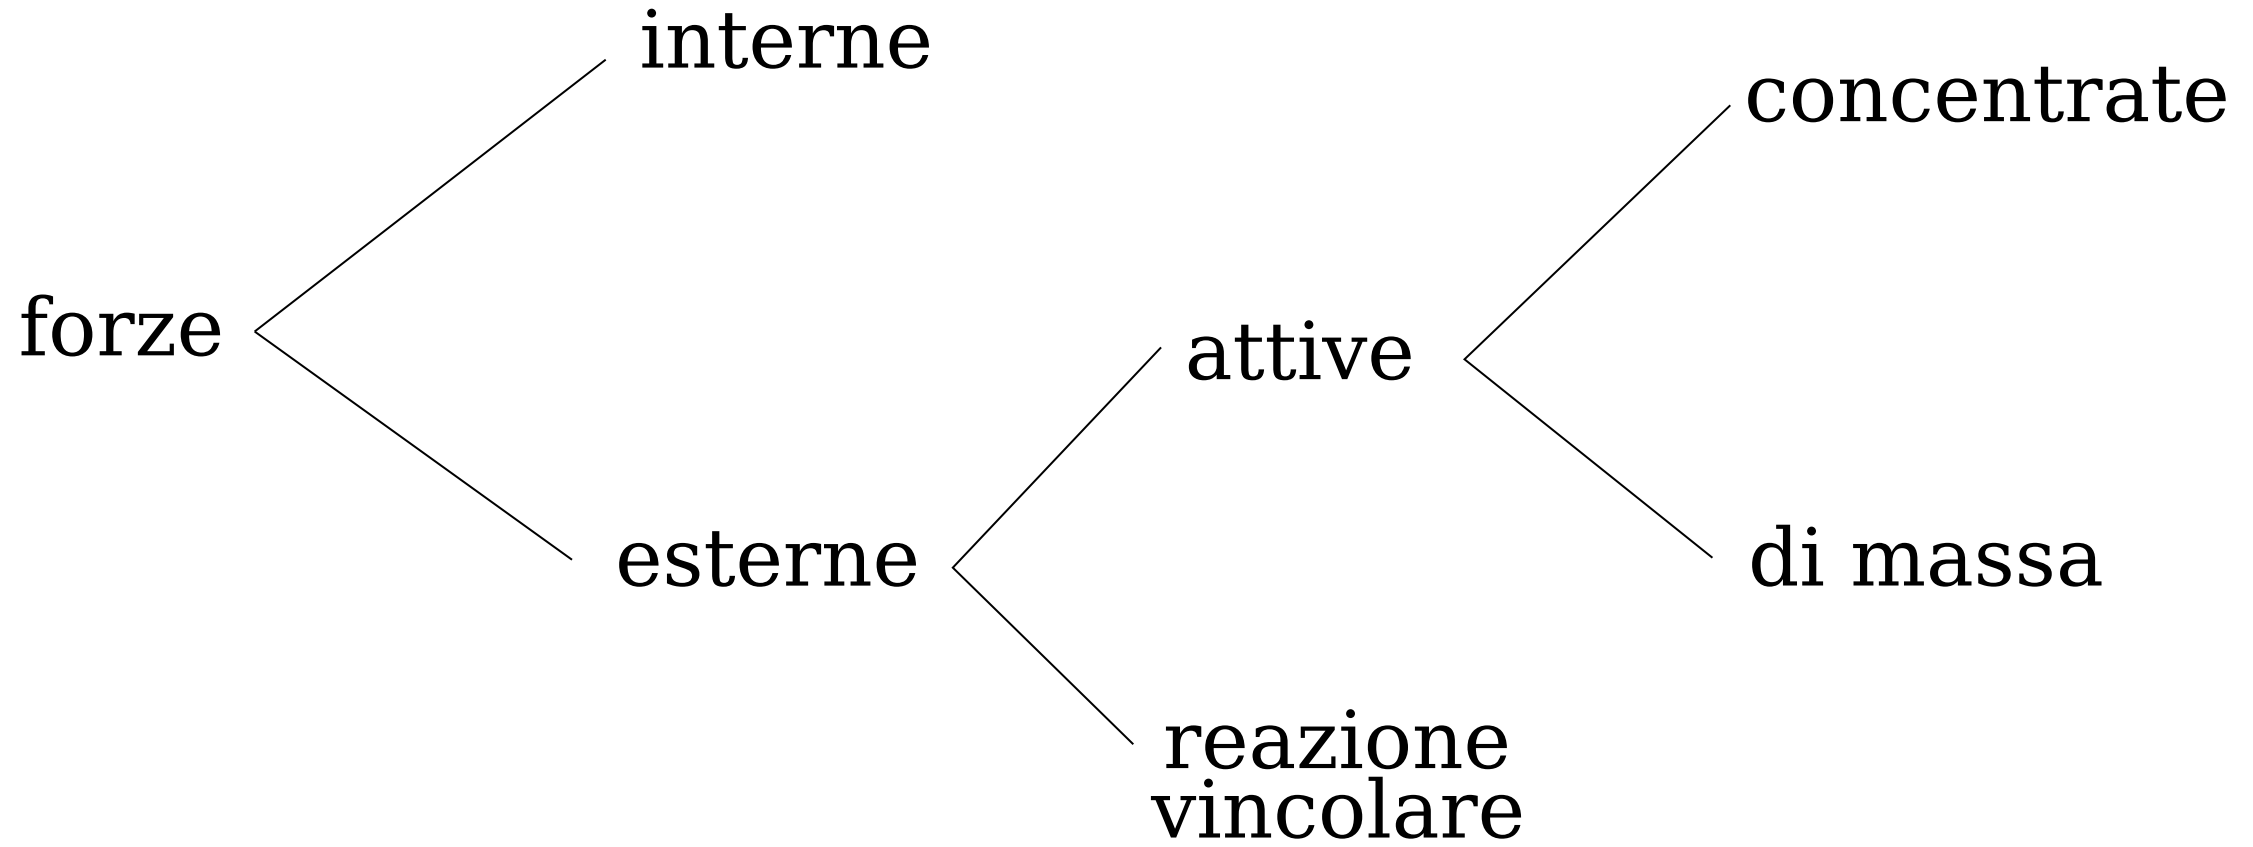 interne
concentrate
forze
attive
esterne
di massa
reazione
vincolare